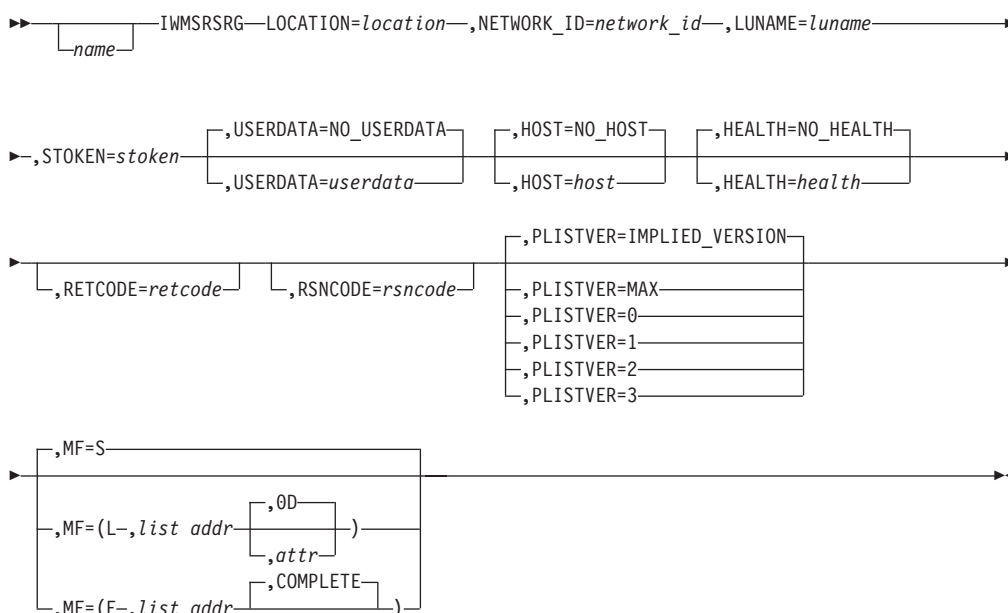 IWMSRSRG LOCATION=location ,NETWORK_ID=network_id ,LUNAME=luname
name
,USERDATA=NO_USERDATA ,HOST=NO_HOST ,HEALTH=NO_HEALTH
,STOKEN=stoken
,USERDATA=userdata ,HOST=host ,HEALTH=health
,PLISTVER=IMPLIED_VERSION
,RETCODE=retcode ,RSNCODE=rsncode ,PLISTVER=MAX
,PLISTVER=0
,PLISTVER=1
,PLISTVER=2
,PLISTVER=3
,MF=S
,0D
,MF=(L ,list addr )
,attr
,COMPLETE
,MF=(E ,list addr )